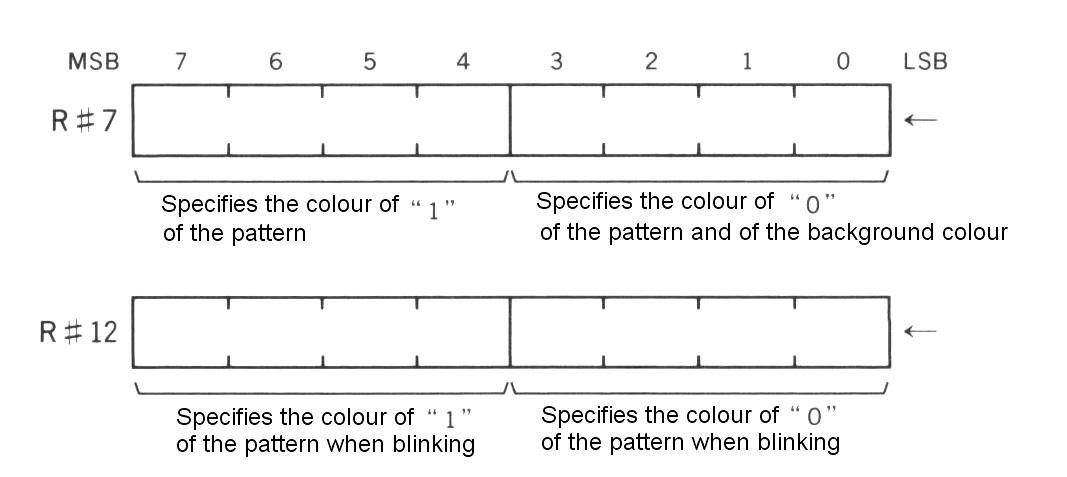 MSB 7 6 5 4 3 2 1 0 LSB
R#7 ←
Specifies the colour of “1” Specifies the colour of “0”
of the pattern of the pattern and of the background colour
R#12 ←
Specifies the colour of “1” Specifies the colour of “0”
of the pattern when blinking of the pattern when blinking